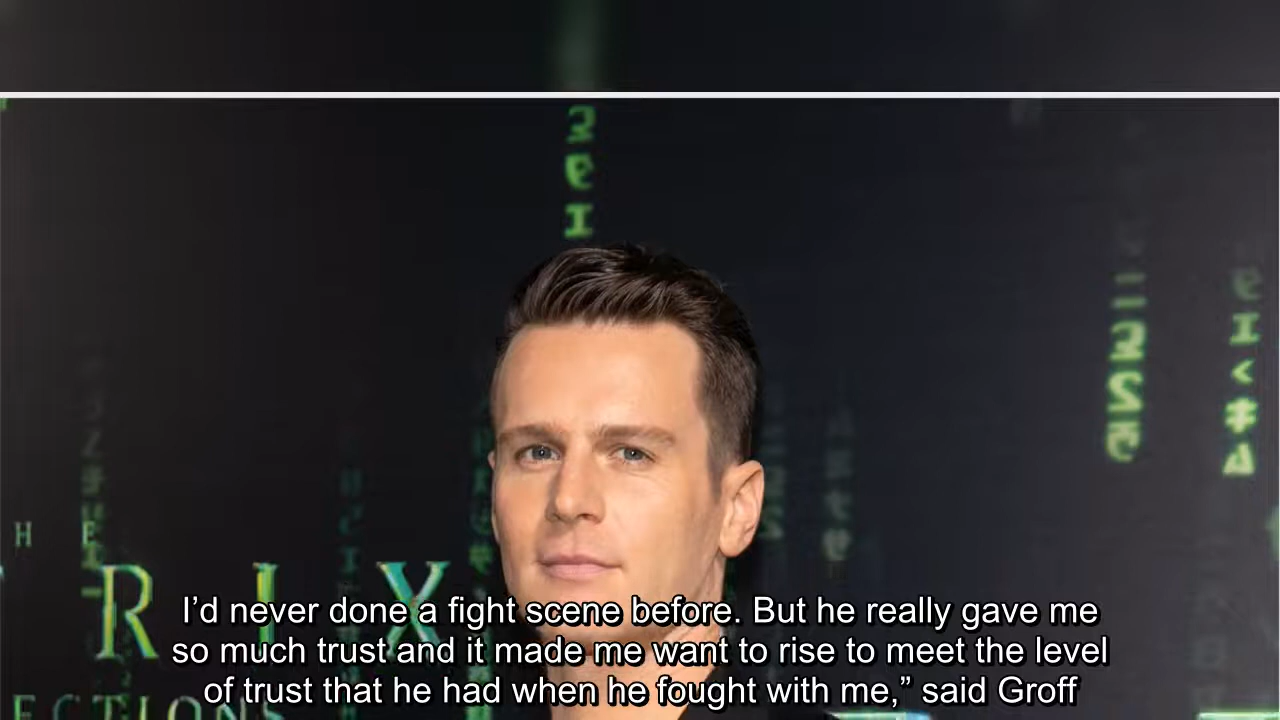 H E
R I X
ECTIONS
I’d never done a fight scene before. But he really gave me
so much trust and it made me want to rise to meet the level
of trust that he had when he fought with me,” said Groff